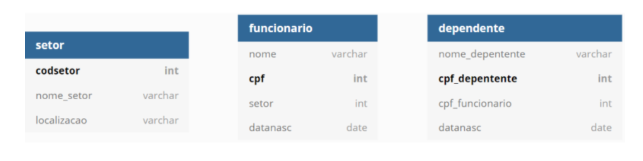 setor
codsetor int
nome_setor varchar
localizacao varchar
funcionario
nome varchar
cpf int
setor int
datanasc date
dependente
nome_depentente varchar
cpf_depentente int
cpf_funcionario int
datanasc date